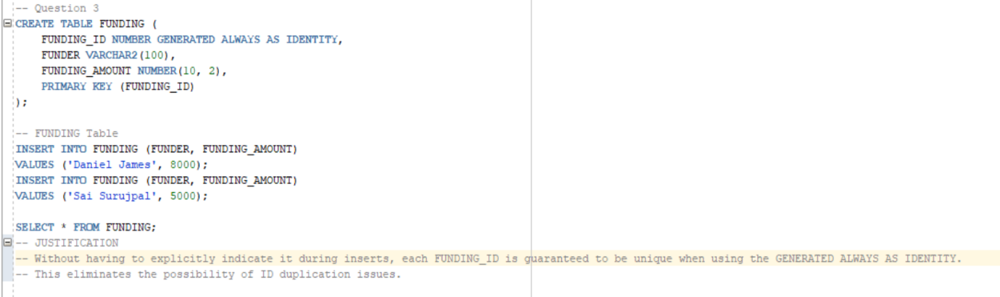 -- Question 3
CREATE TABLE FUNDING (
    FUNDING_ID NUMBER GENERATED ALWAYS AS IDENTITY,
    FUNDER VARCHAR2(100),
    FUNDING_AMOUNT NUMBER(10, 2),
    PRIMARY KEY (FUNDING_ID)
);
-- FUNDING Table
INSERT INTO FUNDING (FUNDER, FUNDING_AMOUNT)
VALUES ('Daniel James', 8000);
INSERT INTO FUNDING (FUNDER, FUNDING_AMOUNT)
VALUES ('Sai Surujpal', 5000);
SELECT * FROM FUNDING;
-- JUSTIFICATION
-- Without having to explicitly indicate it during inserts, each FUNDING_ID is guaranteed to be unique when using the GENERATED ALWAYS AS IDENTITY.
-- This eliminates the possibility of ID duplication issues.